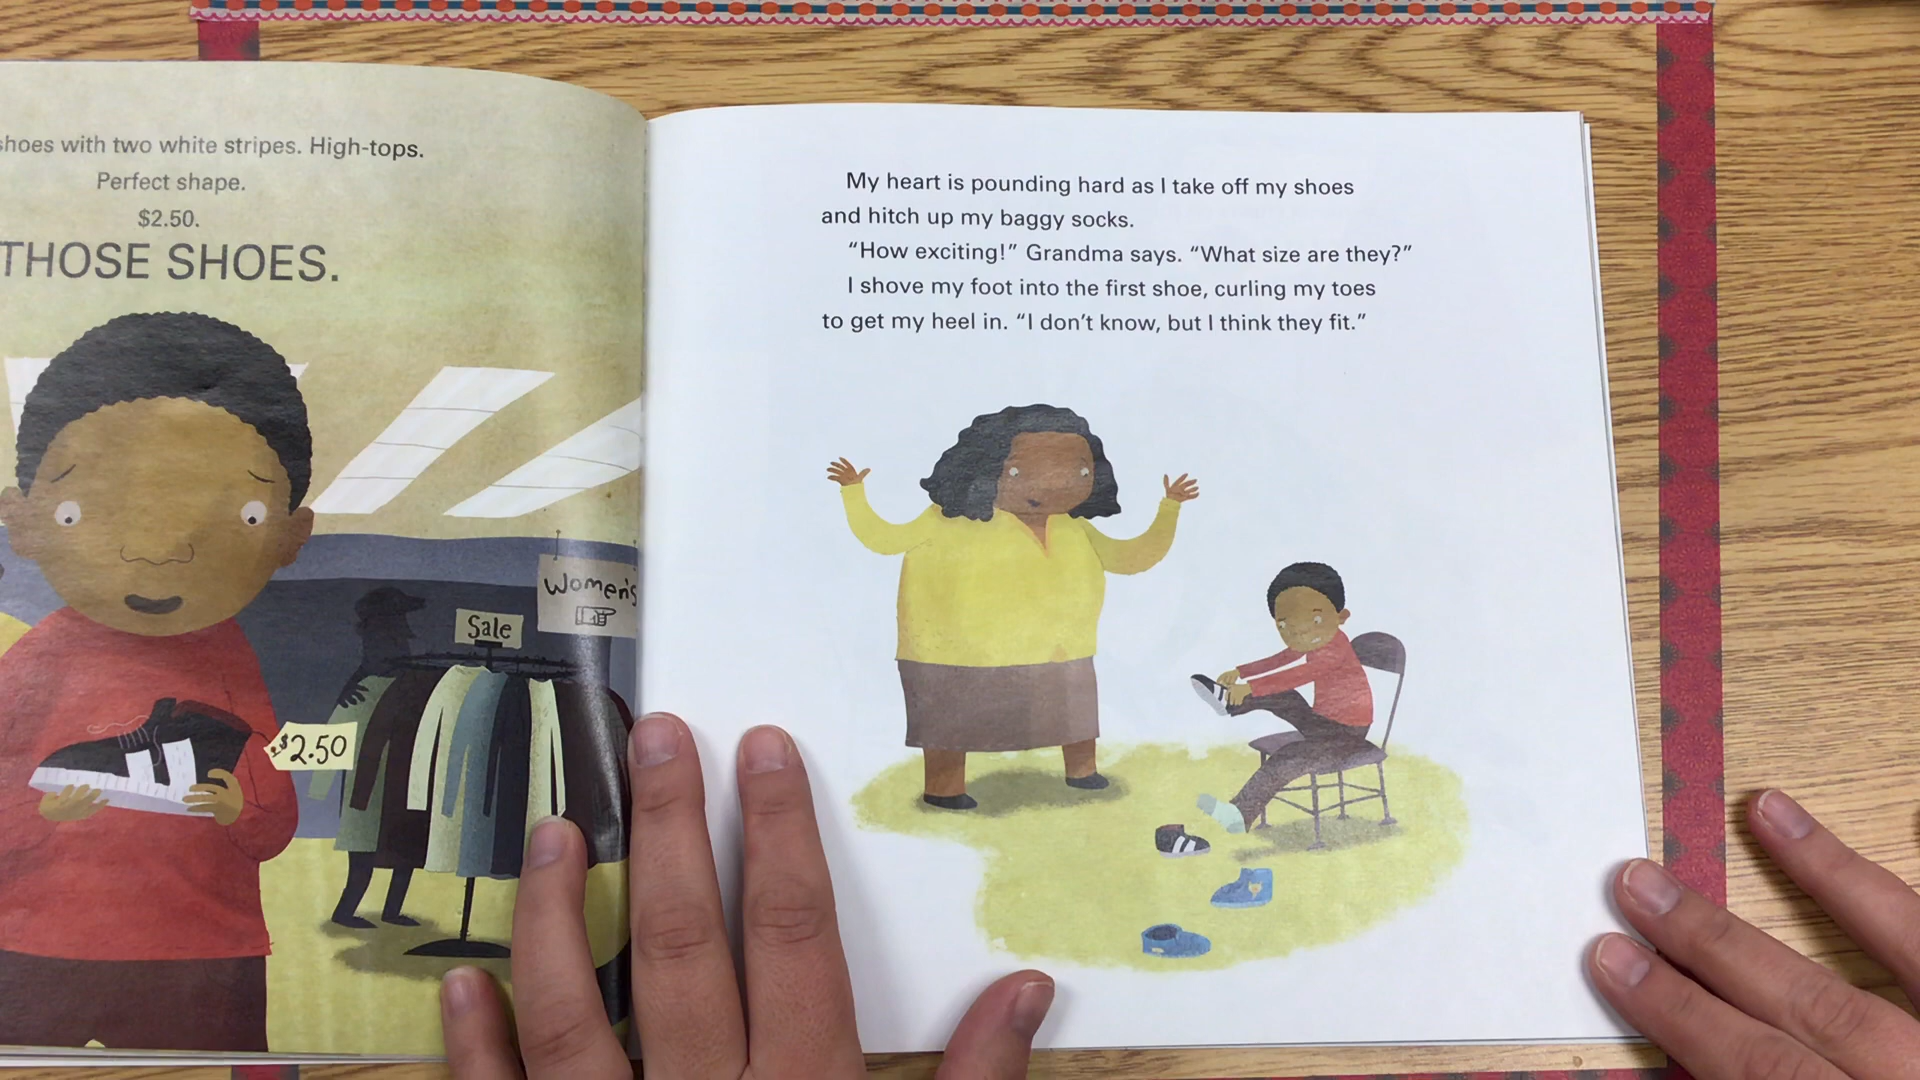 shoes with two white stripes. High-tops.
Perfect shape.
$2.50.
THOSE SHOES.
Women's
Sale
$2.50
My heart is pounding hard as I take off my shoes
and hitch up my baggy socks.
“How exciting!” Grandma says. “What size are they?”
I shove my foot into the first shoe, curling my toes
to get my heel in. “I don’t know, but I think they fit.”